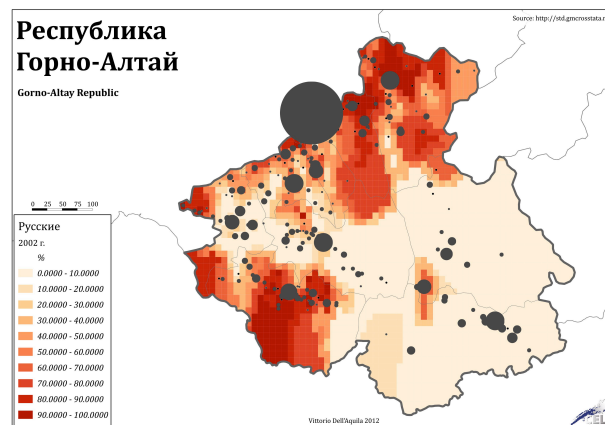 Республика
Горно-Алтай
Gorno-Altay Republic
Source: http://std.gmcrosstata.r
0 25 50 75 100
Русские
2002 г.
%
0.0000 - 10.0000
10.0000 - 20.0000
20.0000 - 30.0000
30.0000 - 40.0000
40.0000 - 50.0000
50.0000 - 60.0000
60.0000 - 70.0000
70.0000 - 80.0000
80.0000 - 90.0000
90.0000 - 100.0000
Vittorio Dell'Aquila 2012